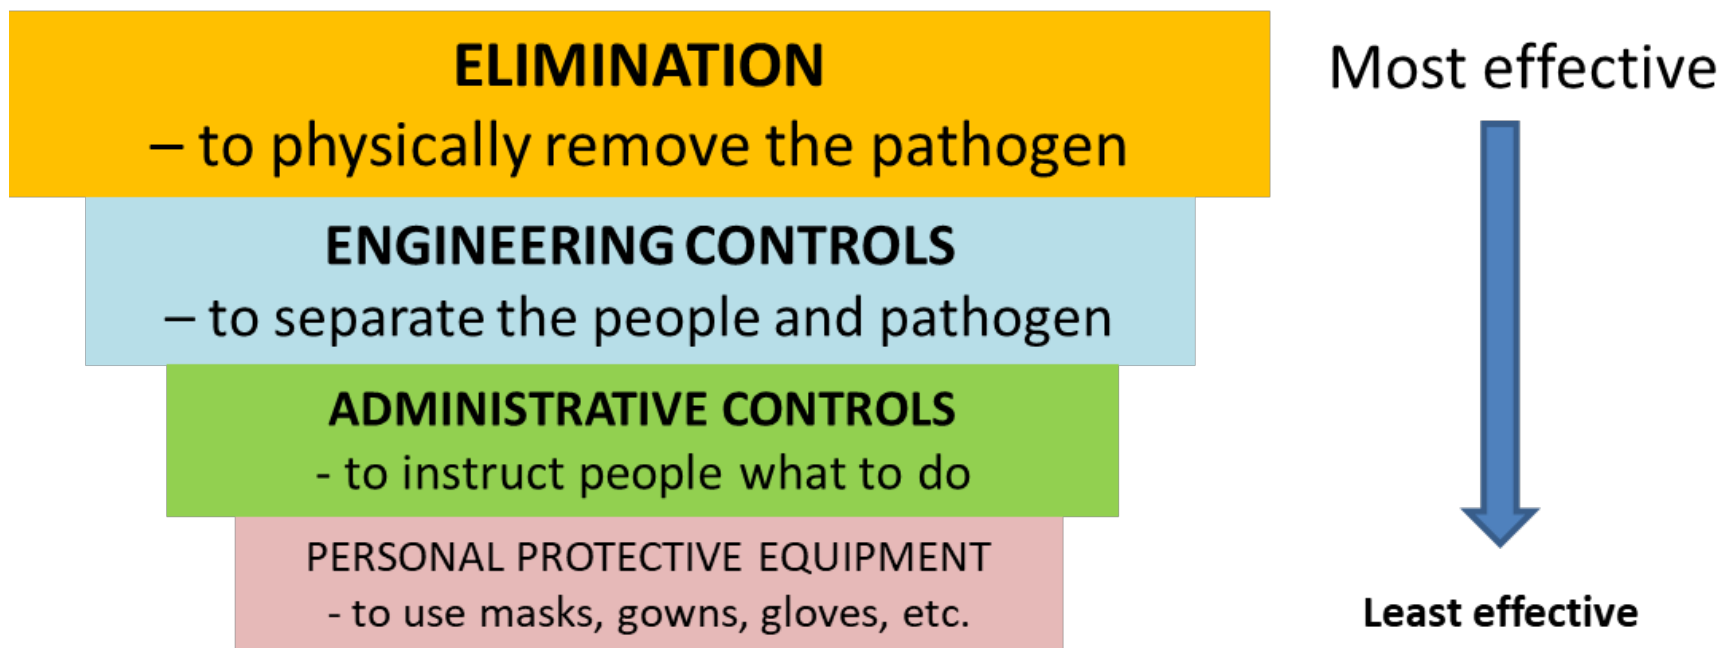 ELIMINATION
– to physically remove the pathogen
ENGINEERING CONTROLS
– to separate the people and pathogen
ADMINISTRATIVE CONTROLS
- to instruct people what to do
PERSONAL PROTECTIVE EQUIPMENT
- to use masks, gowns, gloves, etc.
Most effective
Least effective